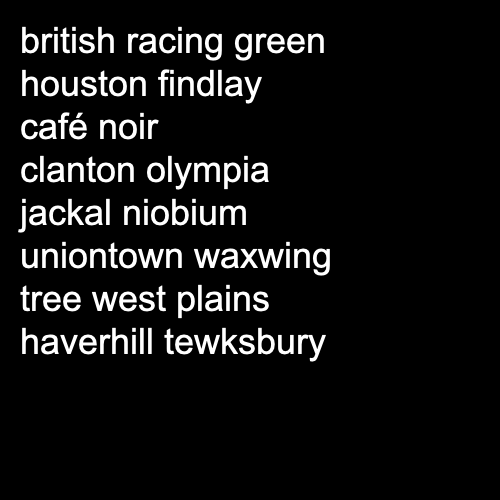 british racing green
houston findlay
café noir
clanton olympia
jackal niobium
uniontown waxwing
tree west plains
haverhill tewksbury